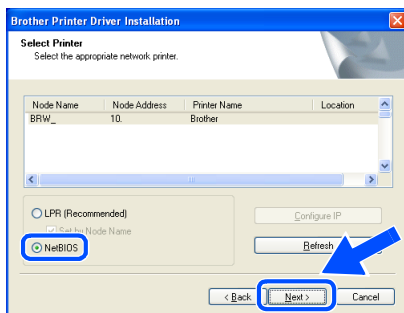 Brother Printer Driver Installation
Select Printer
Select the appropriate network printer.
Node Name Node Address Printer Name Location
BRW_ 10. Brother
LPR (Recommended)
Set by Node Name
Configure IP
NetBIOS
Refresh
< Back Next > Cancel